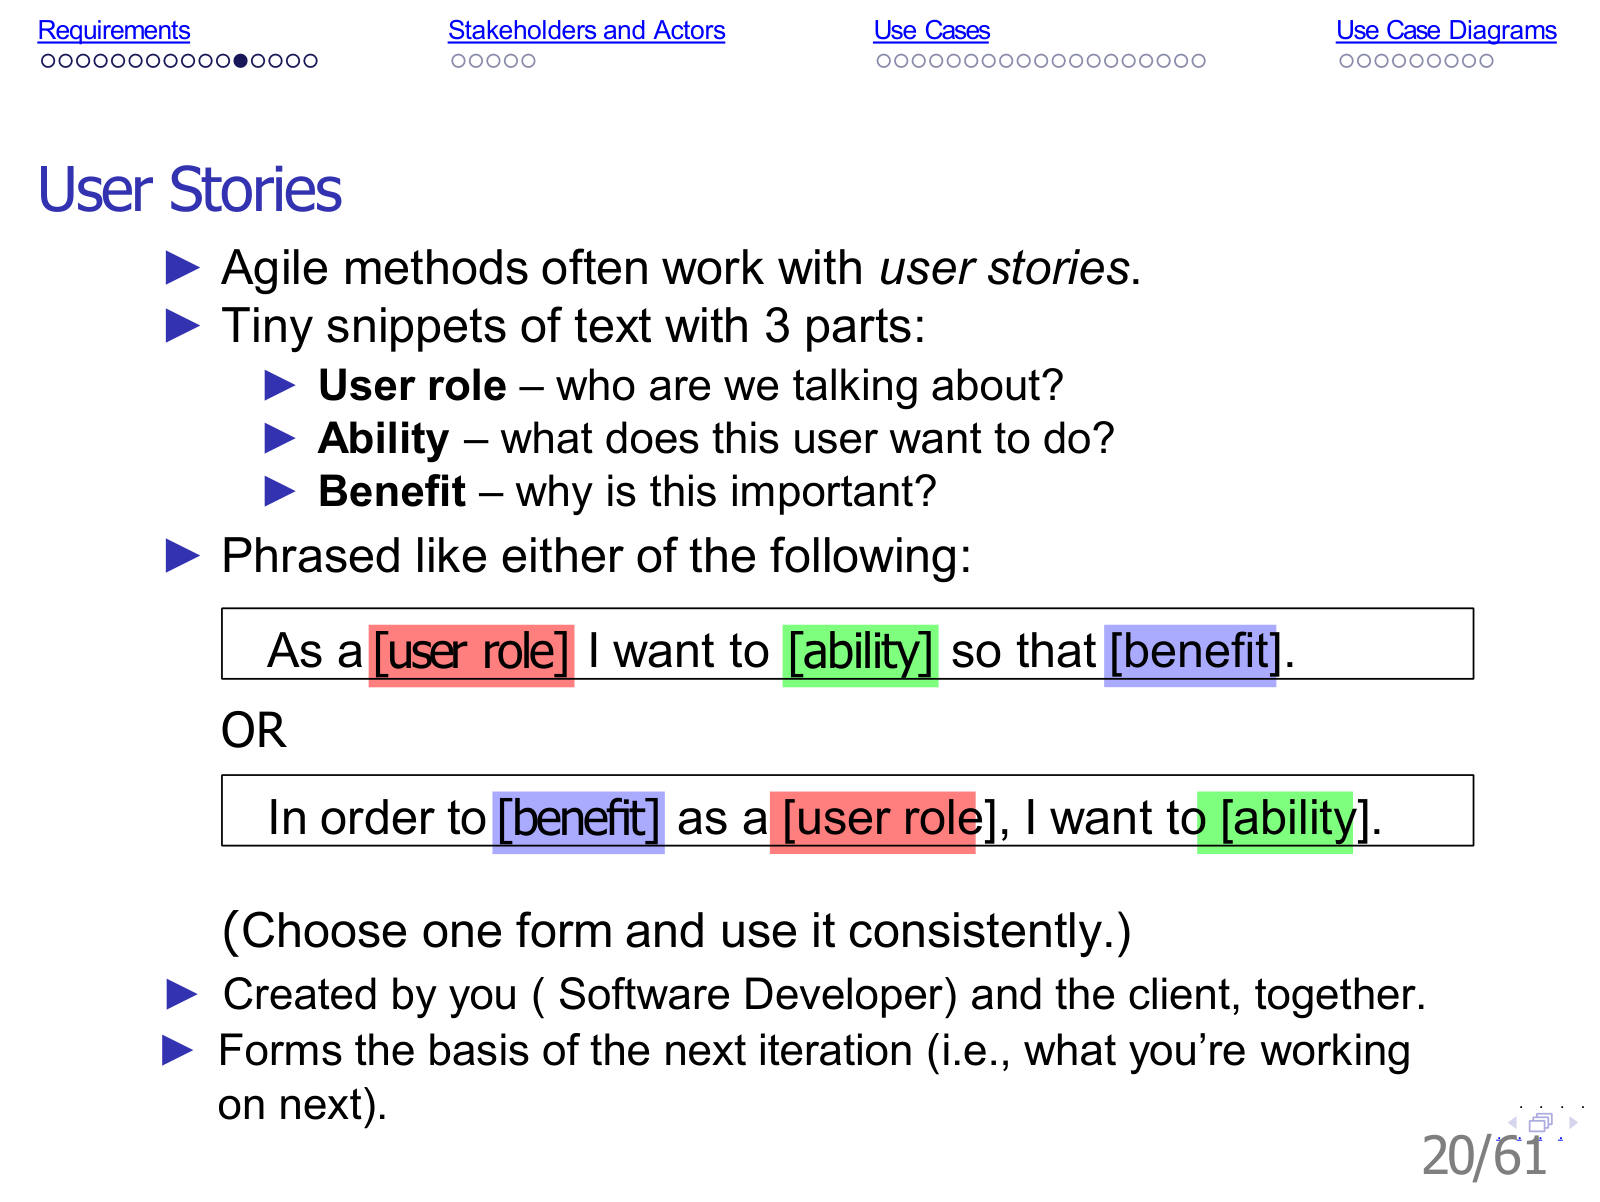 Requirements Stakeholders and Actors Use Cases Use Case Diagrams
User Stories
Agile methods often work with user stories.
Tiny snippets of text with 3 parts:
User role – who are we talking about?
Ability – what does this user want to do?
Benefit – why is this important?
Phrased like either of the following:
As a [user role] I want to [ability] so that [benefit].
OR
In order to [benefit] as a [user role], I want to [ability].
(Choose one form and use it consistently.)
Created by you ( Software Developer) and the client, together.
Forms the basis of the next iteration (i.e., what you’re working
on next).
20/61